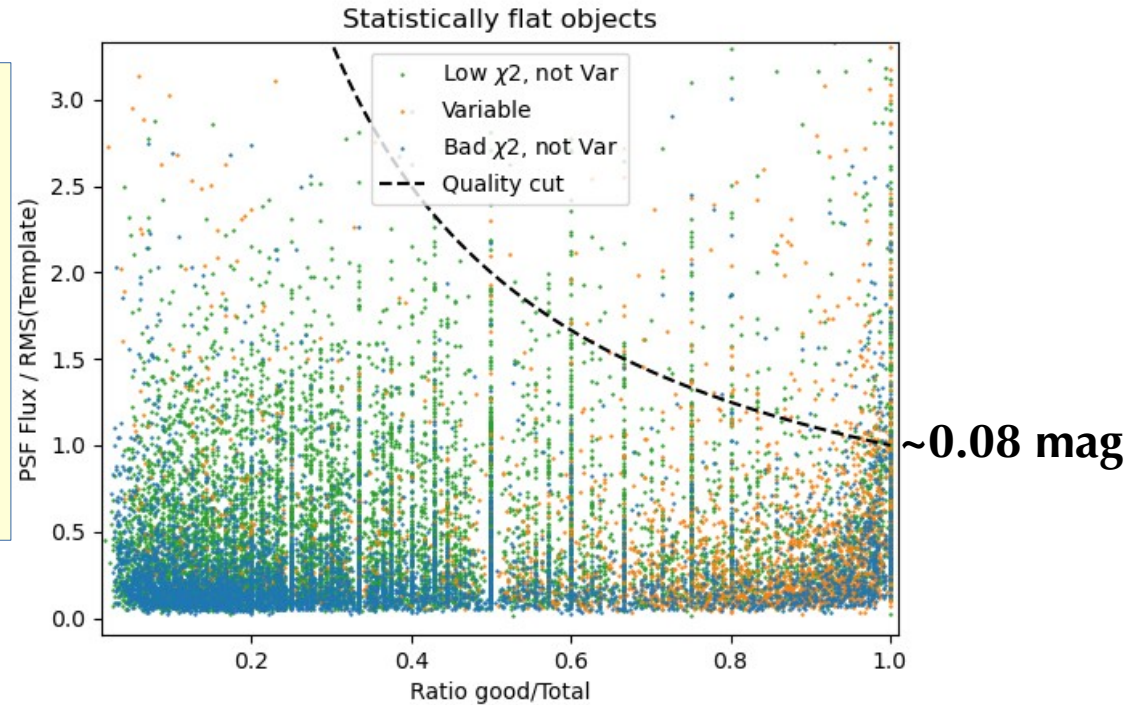 Statistically flat objects
Low χ2, not Var
Variable
Bad χ2, not Var
Quality cut
PSF Flux / RMS(Template)
3.0
2.5
2.0
1.5
1.0
0.5
0.0
~0.08 mag
0.2 0.4 0.6 0.8 1.0
Ratio good/Total